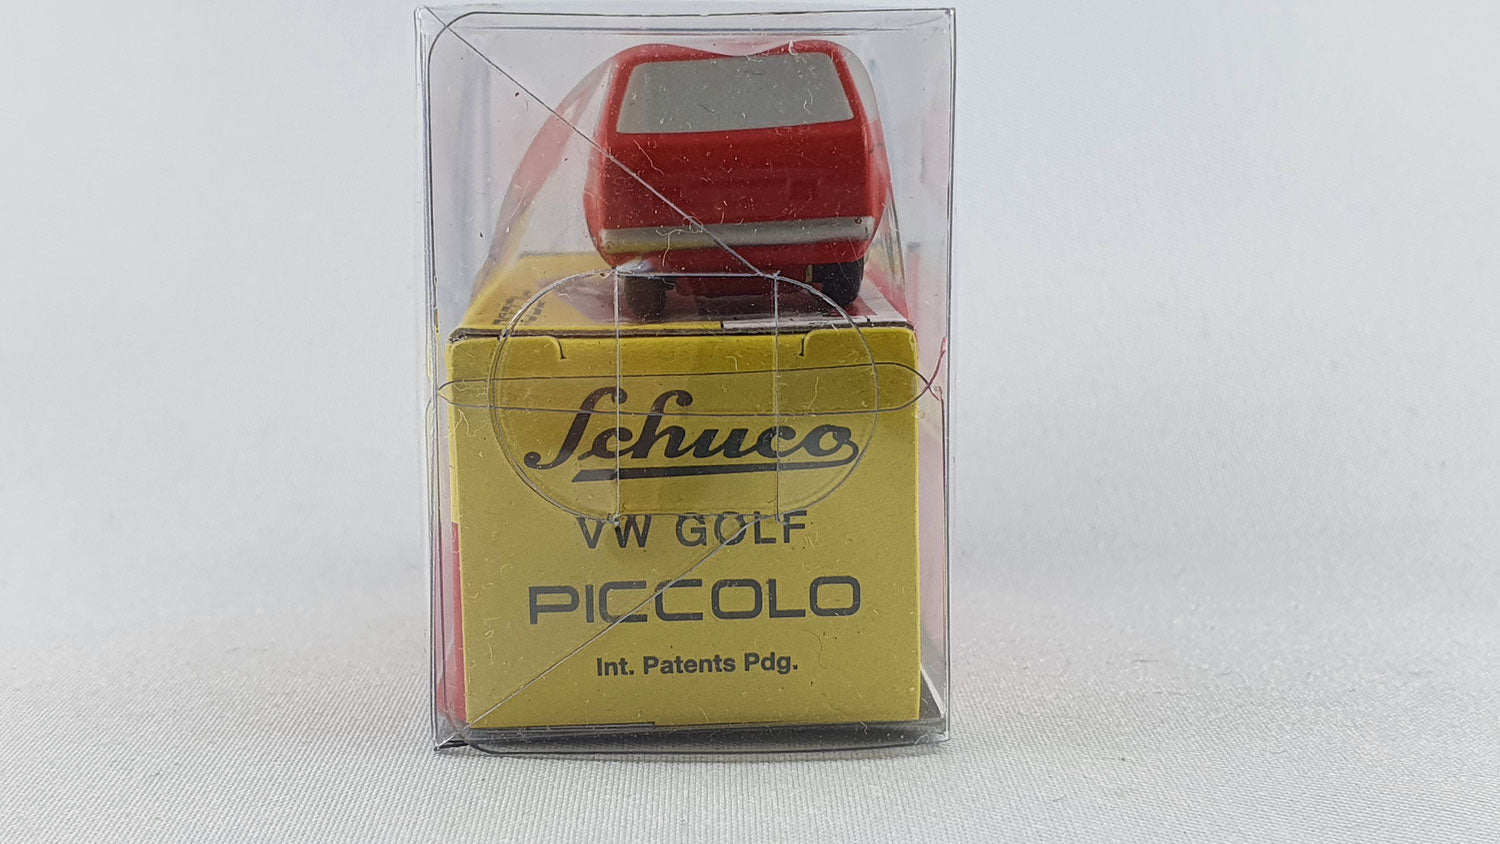 Schuco
VW GOLF
PICCOLO
Int. Patents Pdg.